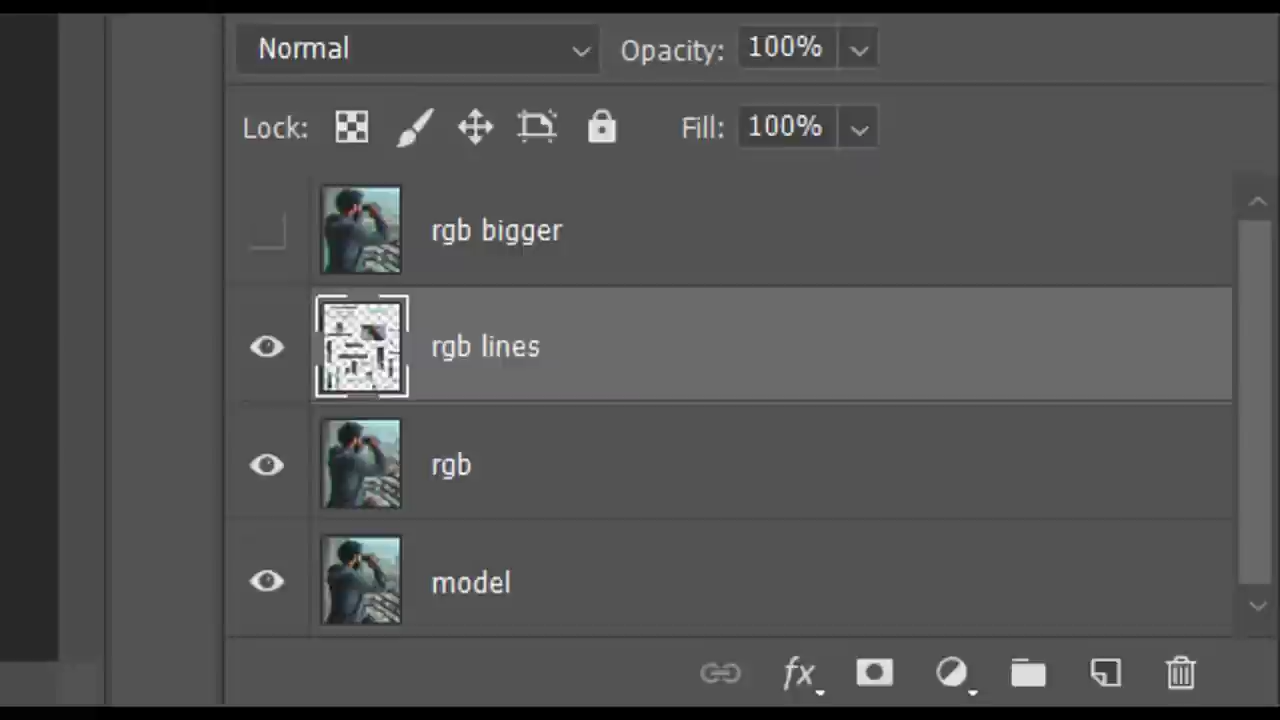 Normal Opacity: 100%
Lock: Fill: 100%
rgb bigger
rgb lines
rgb
model
fx